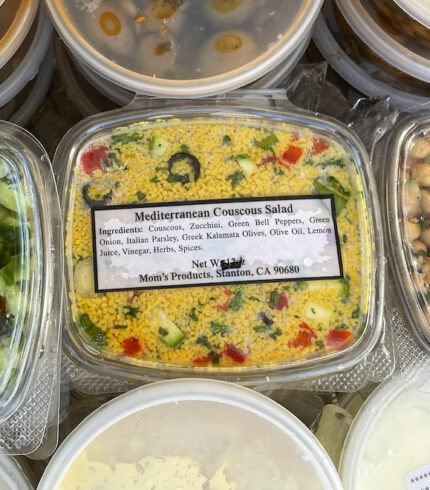 Mediterranean Couscous Salad
Ingredients: Couscous, Zucchini, Green Bell Peppers, Green
Onion, Italian Parsley, Greek Kalamata Olives, Olive Oil, Lemon
Juice, Vinegar, Herbs, Spices.
Net W
Mom's Products, Stanton, CA 90680